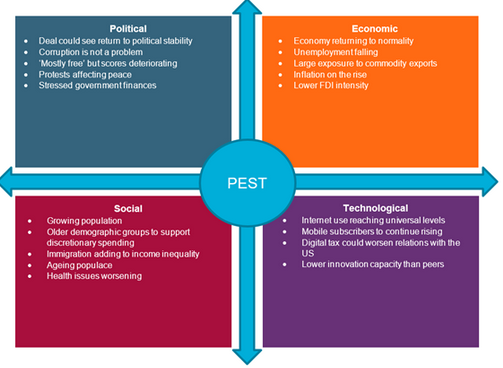 Political
• Deal could see return to political stability
• Corruption is not a problem
• 'Mostly free' but scores deteriorating
• Protests affecting peace
• Stressed government finances
Economic
• Economy returning to normality
• Unemployment falling
• Large exposure to commodity exports
• Inflation on the rise
• Lower FDI intensity
PEST
Social
• Growing population
• Older demographic groups to support
discretionary spending
• Immigration adding to income inequality
• Ageing populace
• Health issues worsening
Technological
• Internet use reaching universal levels
• Mobile subscribers to continue rising
• Digital tax could worsen relations with the
US
• Lower innovation capacity than peers